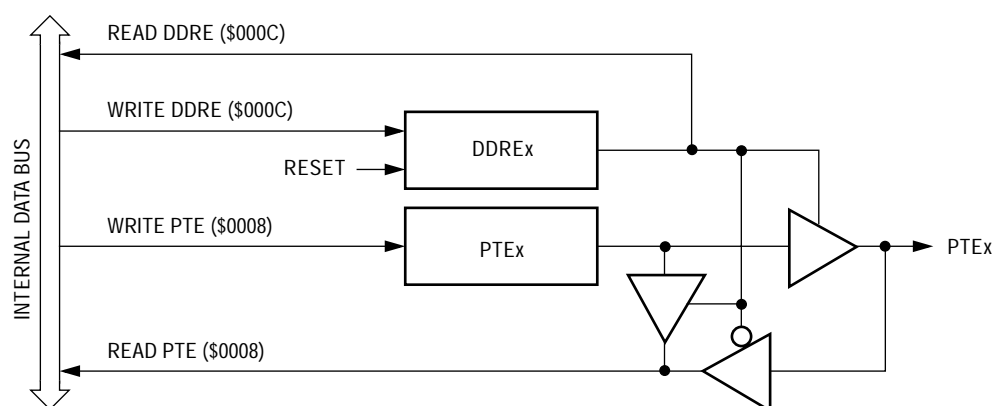 READ DDRE ($000C)
WRITE DDRE ($000C)
DDREx
RESET
INTERNAL DATA BUS
WRITE PTE ($0008)
PTEx
PTEx
READ PTE ($0008)